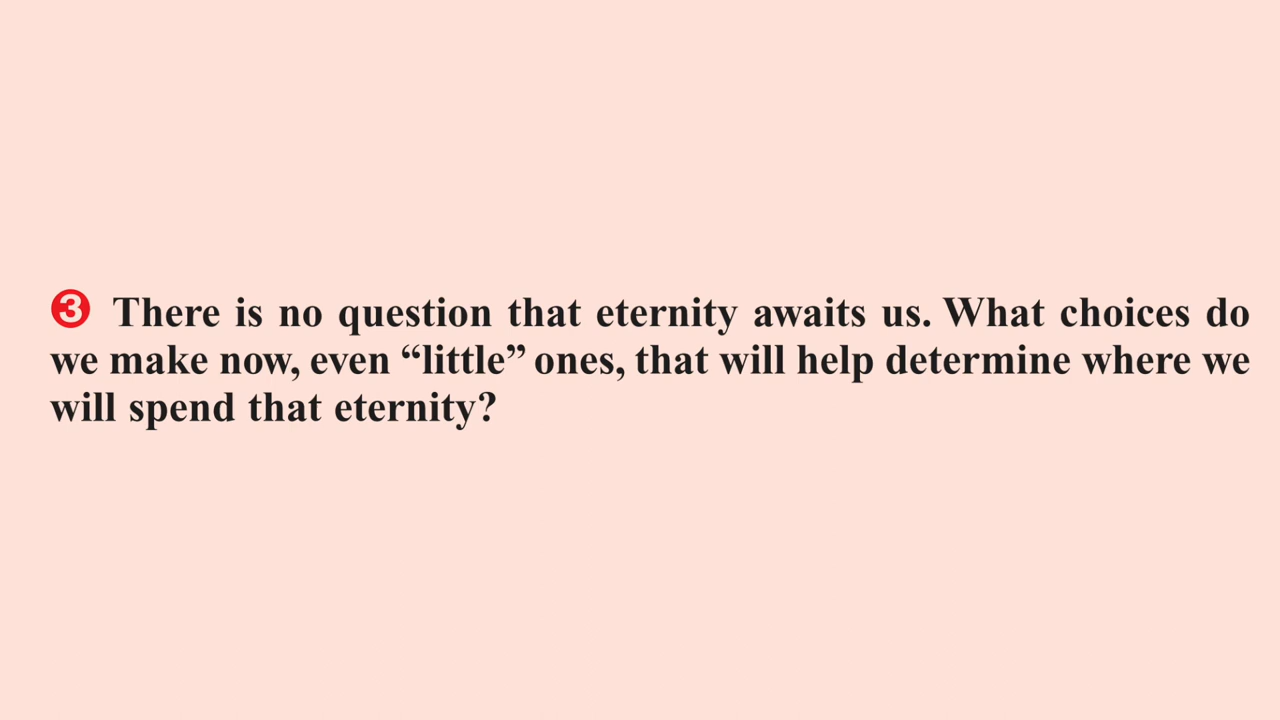 ❸ There is no question that eternity awaits us. What choices do
we make now, even “little” ones, that will help determine where we
will spend that eternity?